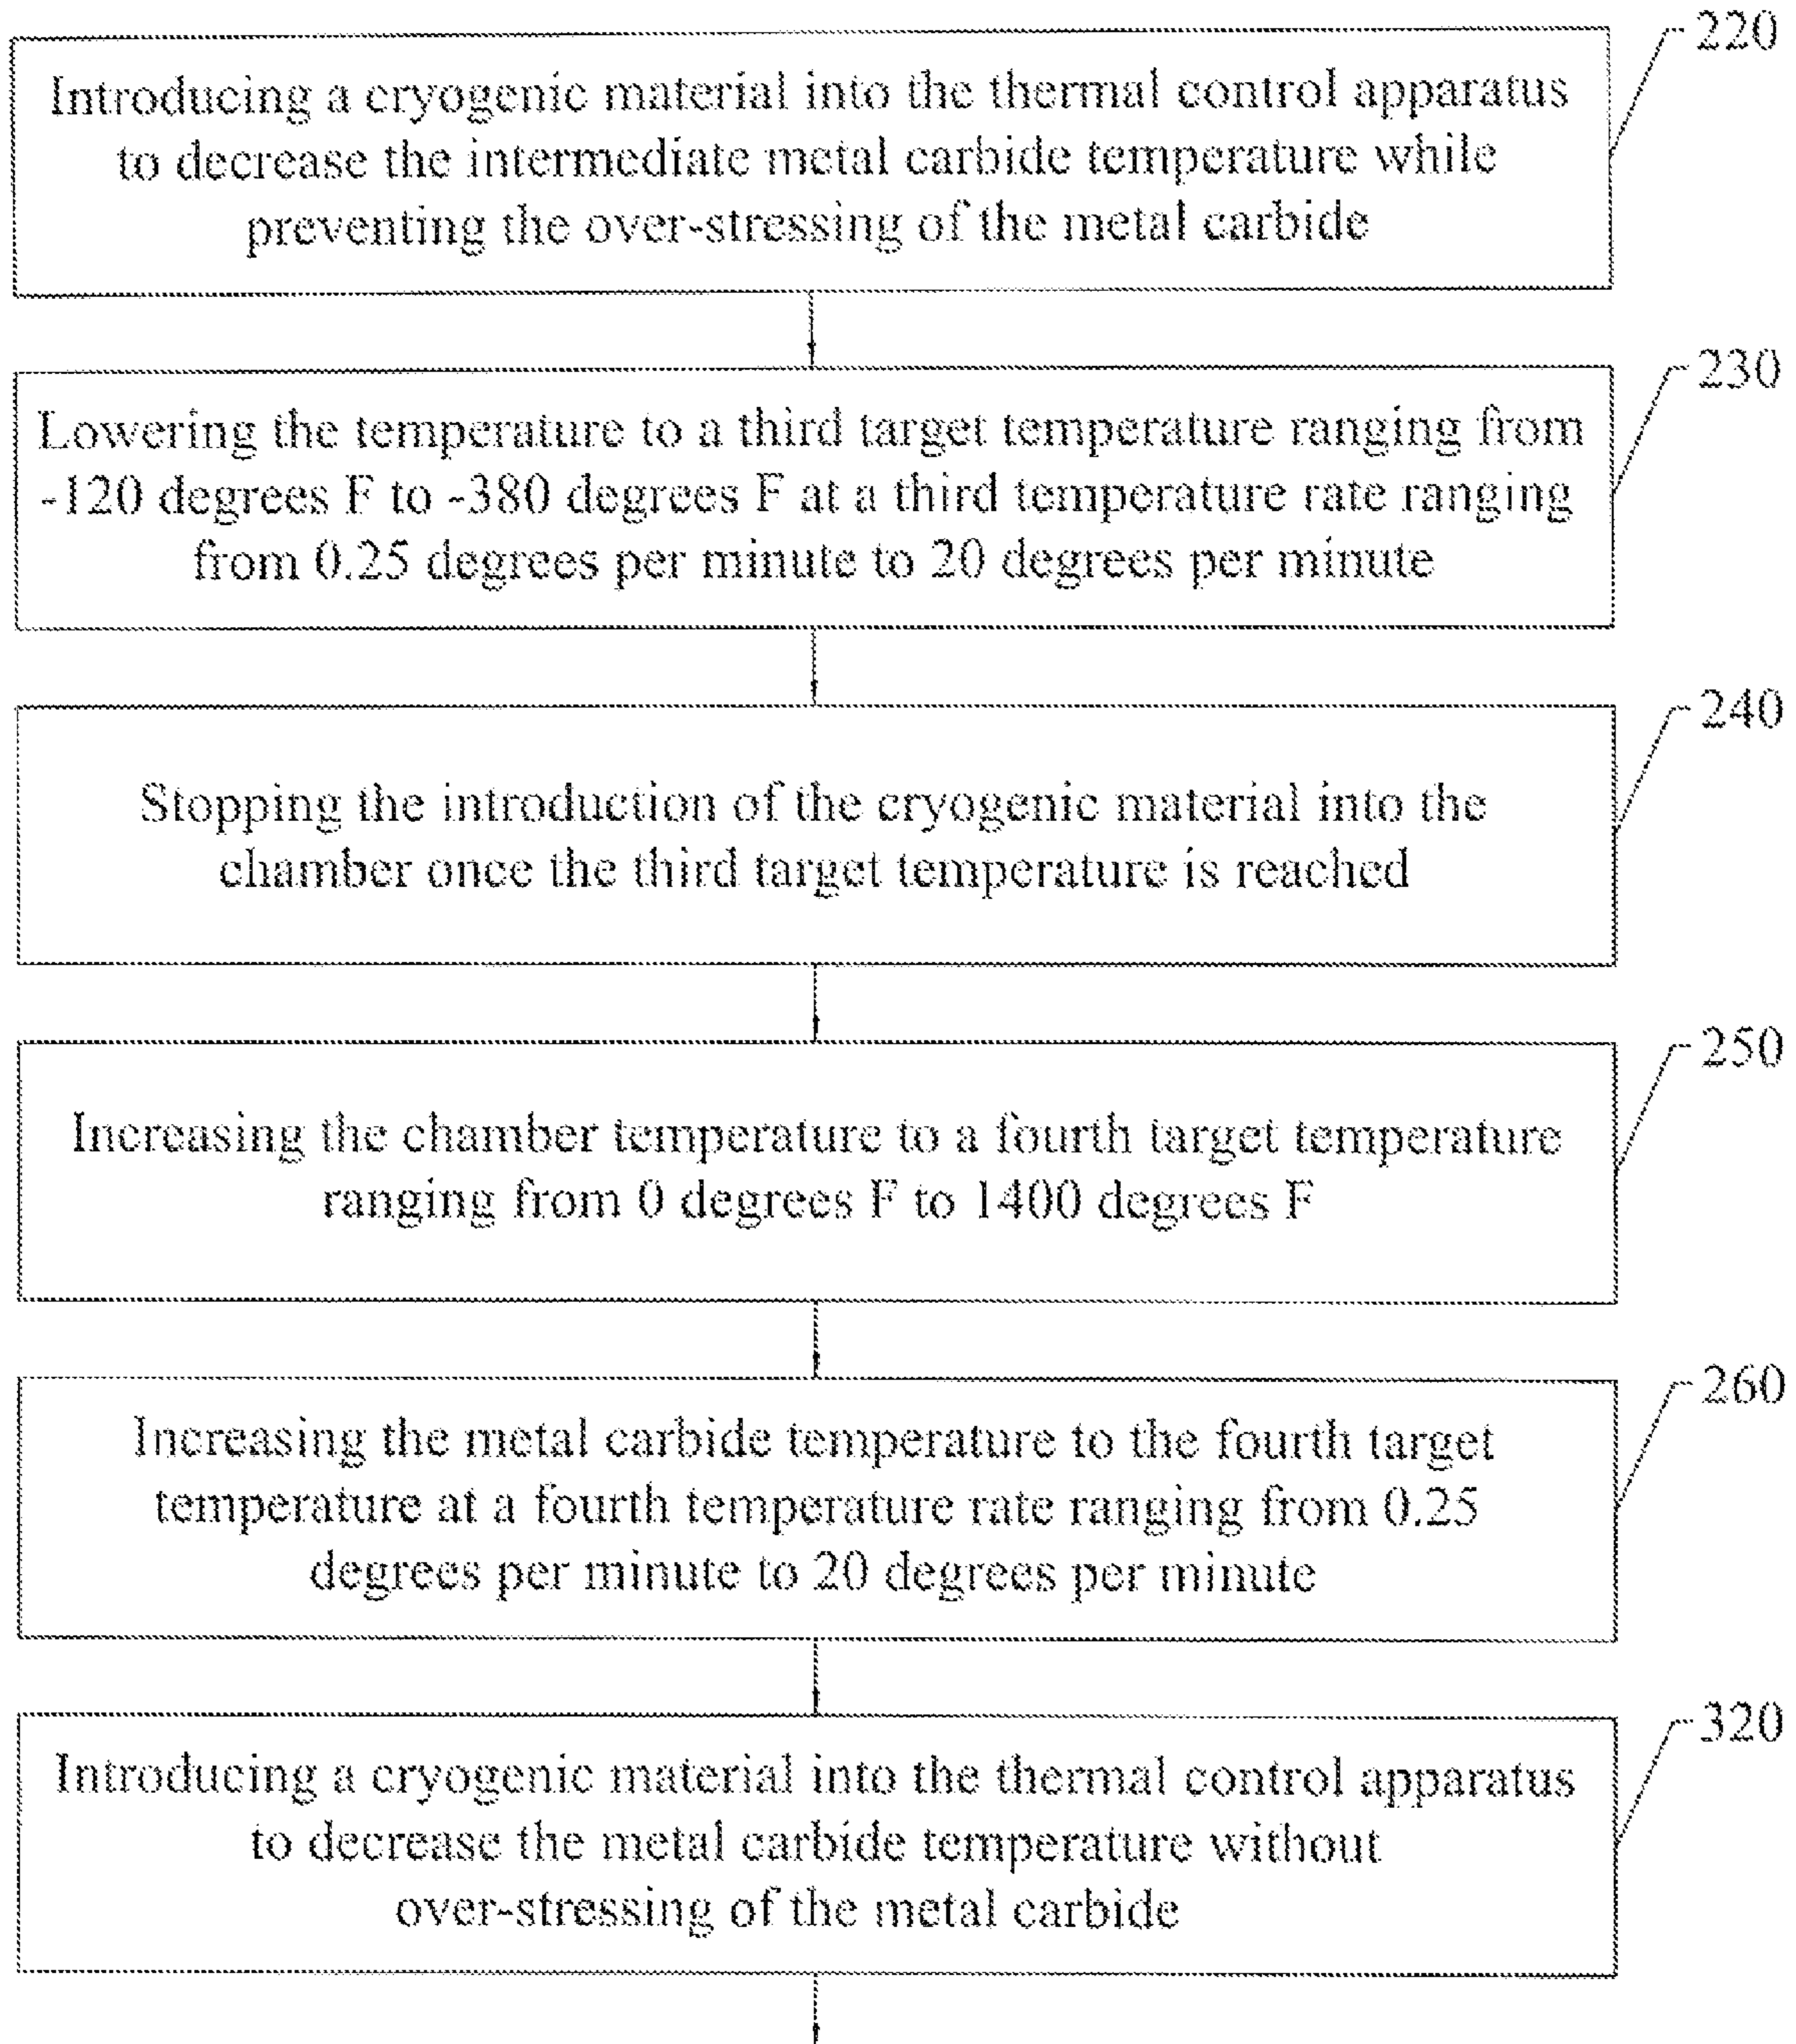 220
Introducing a cryogenic material into the thermal control apparatus
to decrease the intermediate metal carbide temperature while
preventing the over-stressing of the metal carbide
230
Lowering the temperature to a third target temperature ranging from
-120 degrees F to -380 degrees F at a third temperature rate ranging
from 0.25 degrees per minute to 20 degrees per minute
240
Stopping the introduction of the cryogenic material into the
chamber once the third target temperature is reached
250
Increasing the chamber temperature to a fourth target temperature
ranging from 0 degrees F to 1400 degrees F
260
Increasing the metal carbide temperature to the fourth target
temperature at a fourth temperature rate ranging from 0.25
degrees per minute to 20 degrees per minute
320
Introducing a cryogenic material into the thermal control apparatus
to decrease the metal carbide temperature without
over-stressing of the metal carbide